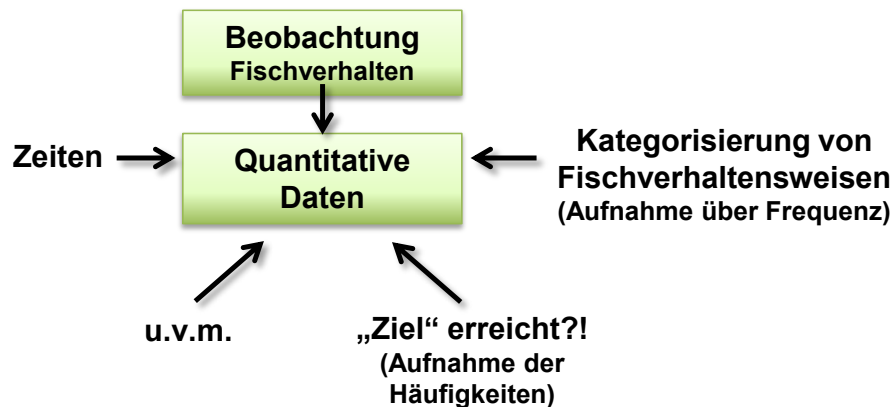 Beobachtung
Fischverhalten
Zeiten
Quantitative
Daten
Kategorisierung von
Fischverhaltensweisen
(Aufnahme über Frequenz)
u.v.m.
„Ziel“ erreicht?!
(Aufnahme der
Häufigkeiten)